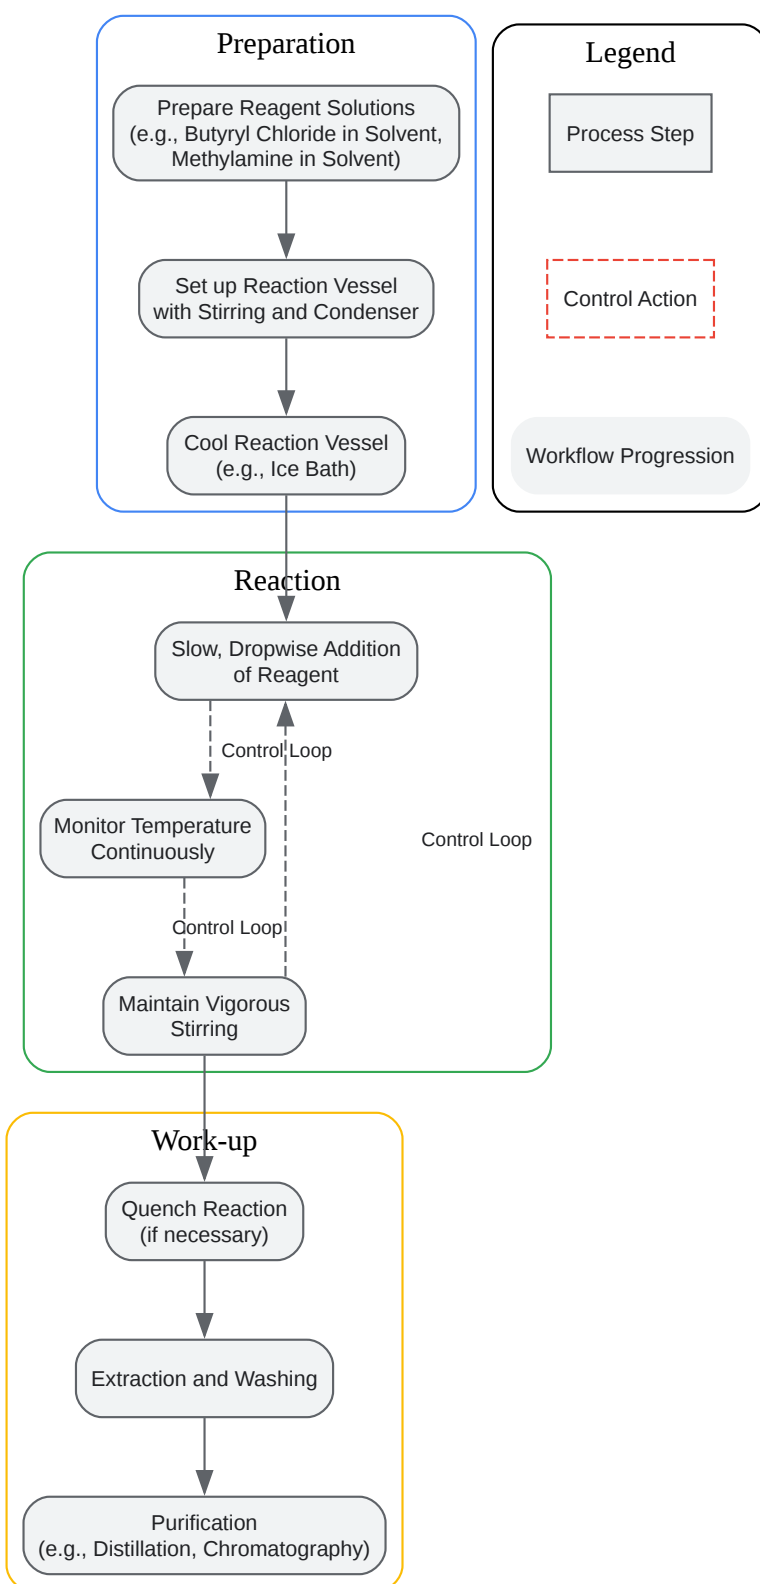 Preparation
Prepare Reagent Solutions
(e.g., Butyryl Chloride in Solvent,
Methylamine in Solvent)
Set up Reaction Vessel
with Stirring and Condenser
Cool Reaction Vessel
(e.g., Ice Bath)
Legend
Process Step
Control Action
Workflow Progression
Reaction
Slow, Dropwise Addition
of Reagent
Control Loop
Monitor Temperature
Continuously
Control Loop
Control Loop
Maintain Vigorous
Stirring
Work-up
Quench Reaction
(if necessary)
Extraction and Washing
Purification
(e.g., Distillation, Chromatography)